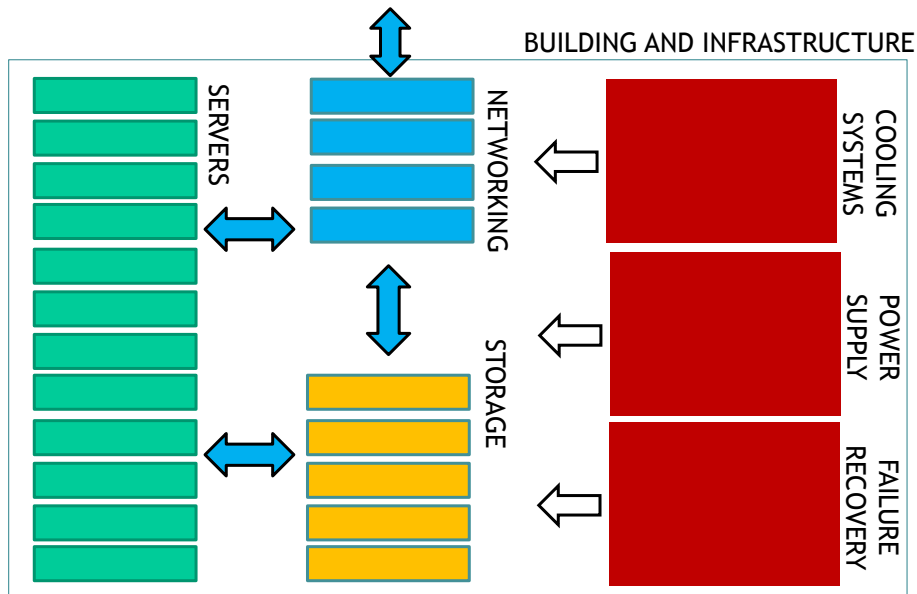 BUILDING AND INFRASTRUCTURE
SERVERS
NETWORKING
STORAGE
COOLING
SYSTEMS
POWER
SUPPLY
FAILURE
RECOVERY